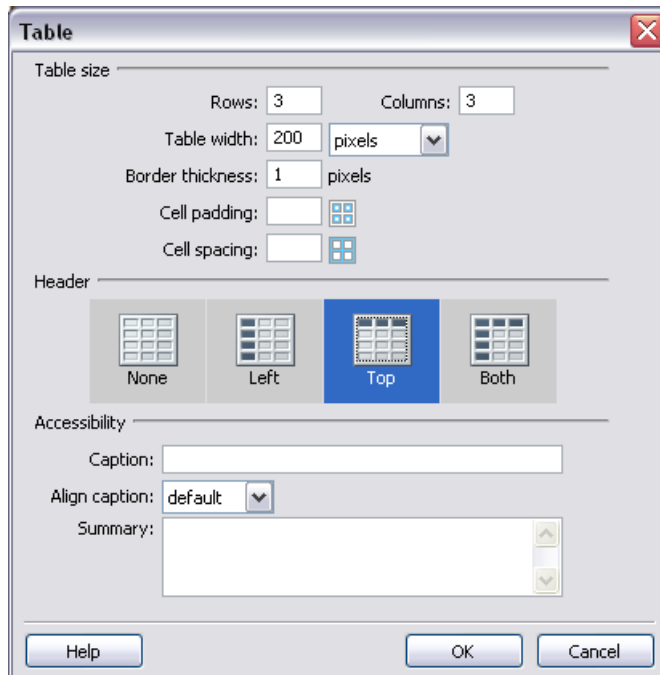 Table
Table size
Rows: 3 Columns: 3
Table width: 200 pixels
Border thickness: 1 pixels
Cell padding:
Cell spacing:
Header
None Left Top Both
Accessibility
Caption:
Align caption: default
Summary:
Help OK Cancel